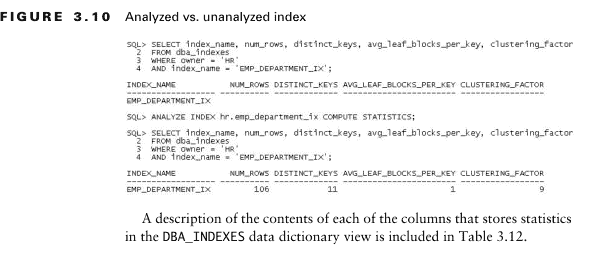 FIGURE 3.10 Analyzed vs. unanalyzed index
SQL> SELECT index_name, num_rows, distinct_keys, avg_leaf_blocks_per_key, clustering_factor
2 FROM dba_indexes
3 WHERE owner = 'HR'
4 AND index_name = 'EMP_DEPARTMENT_IX';
INDEX_NAME NUM_ROWS DISTINCT_KEYS AVG_LEAF_BLOCKS_PER_KEY CLUSTERING_FACTOR
------------------ --------- ------------- ----------------------- -----------------
EMP_DEPARTMENT_IX
SQL> ANALYZE INDEX hr.emp_department_ix COMPUTE STATISTICS;
SQL> SELECT index_name, num_rows, distinct_keys, avg_leaf_blocks_per_key, clustering_factor
2 FROM dba_indexes
3 WHERE owner = 'HR'
4 AND index_name = 'EMP_DEPARTMENT_IX';
INDEX_NAME NUM_ROWS DISTINCT_KEYS AVG_LEAF_BLOCKS_PER_KEY CLUSTERING_FACTOR
------------------ --------- ------------- ----------------------- -----------------
EMP_DEPARTMENT_IX 106 11 1 9
A description of the contents of each of the columns that stores statistics
in the DBA_INDEXES data dictionary view is included in Table 3.12.